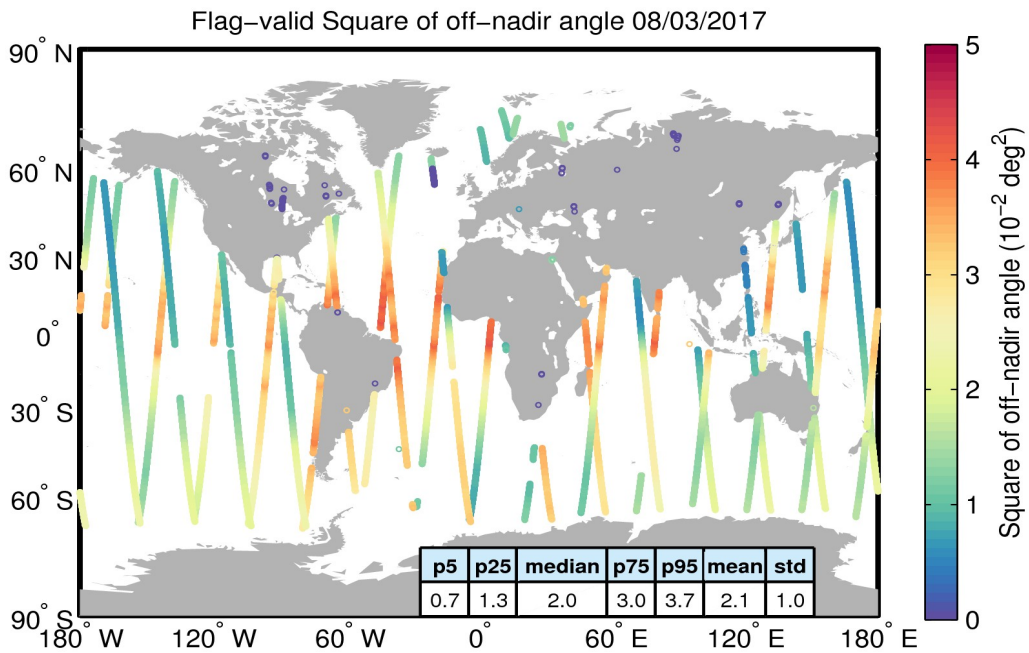 Flag−valid Square of off−nadir angle 08/03/2017
90° N
60° N
30° N
0°
30° S
60° S
90° S
180° W
120° W
60° W
0°
60° E
120° E
180° E
p5 p25 median p75 p95 mean std
0.7 1.3 2.0 3.0 3.7 2.1 1.0
5
4
3
2
1
0
Square of off−nadir angle (10⁻² deg²)